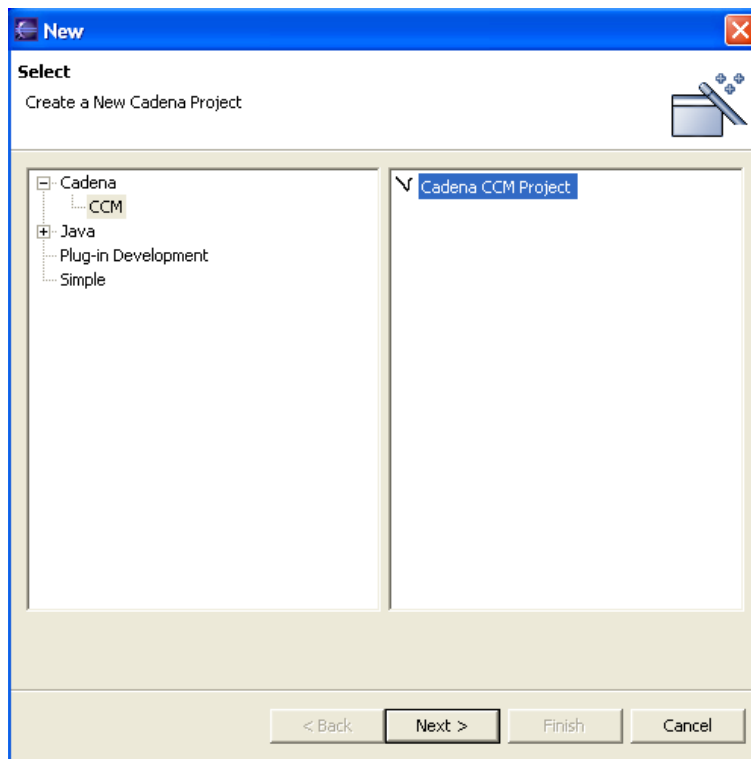 New
Select
Create a New Cadena Project
Cadena
CCM
Java
Plug-in Development
Simple
Cadena CCM Project
< Back
Next >
Finish
Cancel